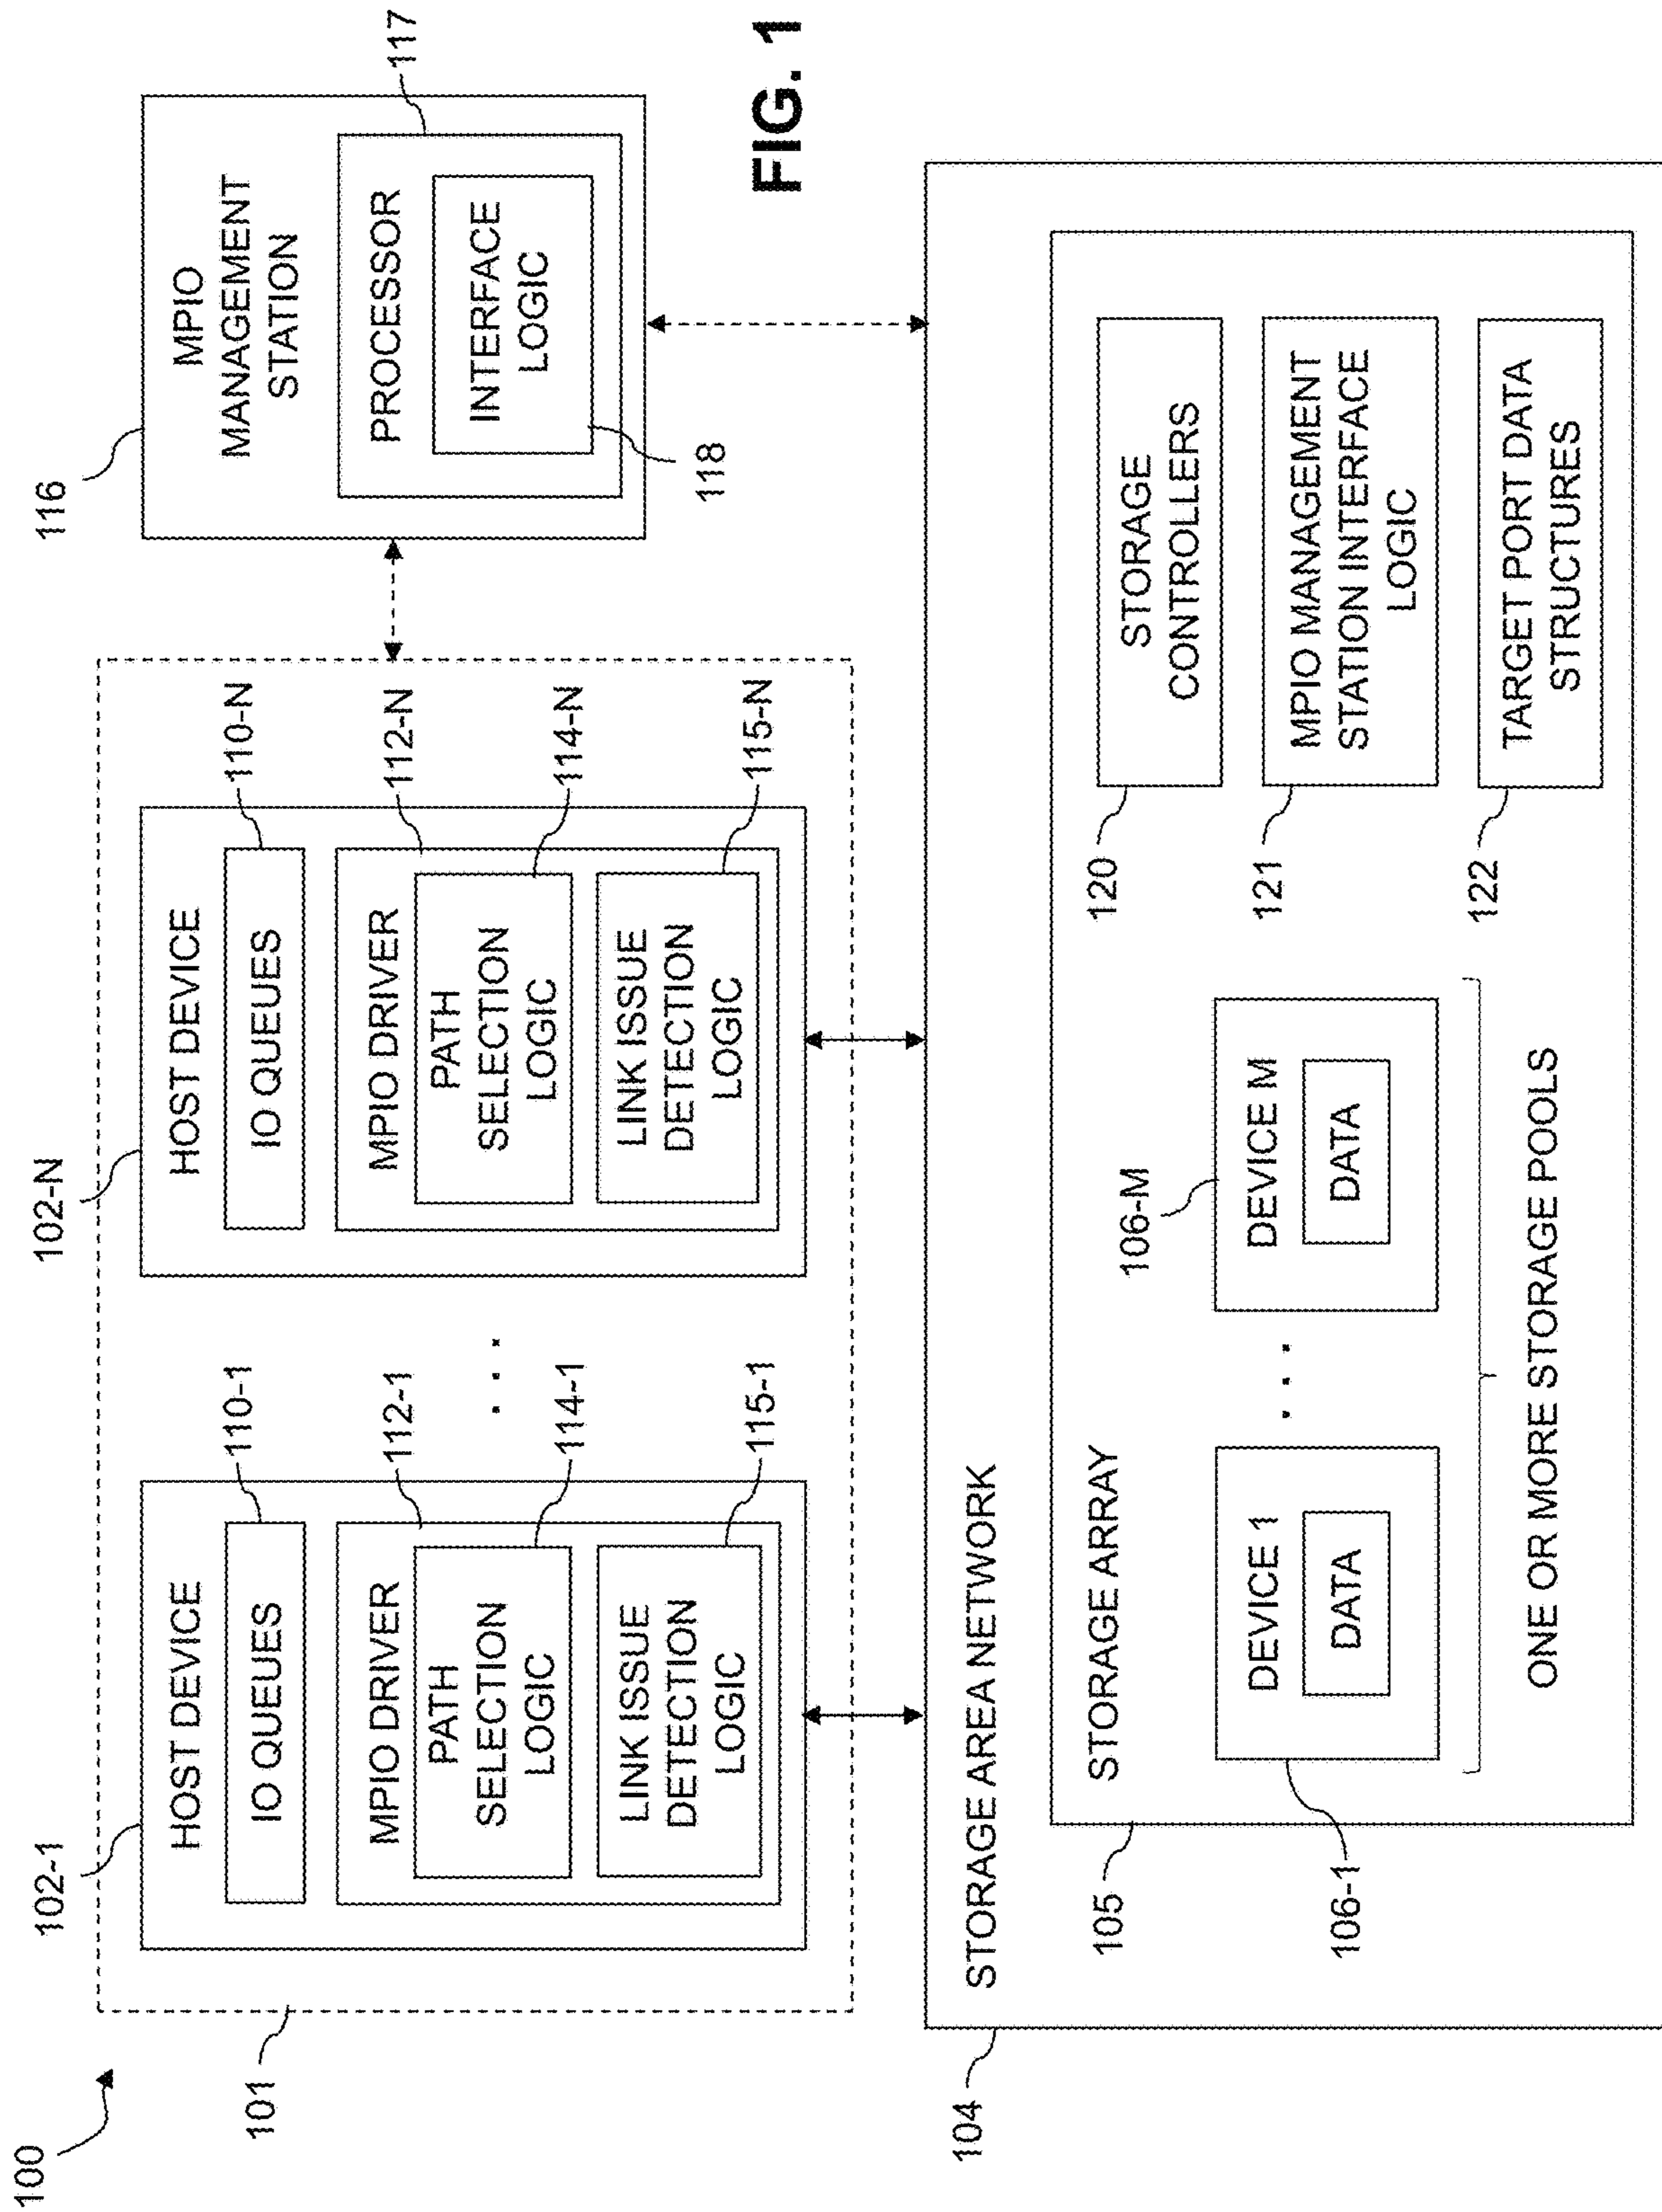 100
101
102-1
HOST DEVICE
IO QUEUES
110-1
MPIO DRIVER
112-1
PATH
SELECTION
LOGIC
114-1
LINK ISSUE
DETECTION
LOGIC
115-1
. . .
102-N
HOST DEVICE
IO QUEUES
110-N
MPIO DRIVER
112-N
PATH
SELECTION
LOGIC
114-N
LINK ISSUE
DETECTION
LOGIC
115-N
116
MPIO
MANAGEMENT
STATION
PROCESSOR
117
INTERFACE
LOGIC
118
FIG. 1
104
STORAGE AREA NETWORK
105
STORAGE ARRAY
106-1
DEVICE 1
DATA
. . .
106-M
DEVICE M
DATA
ONE OR MORE STORAGE POOLS
120
STORAGE
CONTROLLERS
121
MPIO MANAGEMENT
STATION INTERFACE
LOGIC
122
TARGET PORT DATA
STRUCTURES